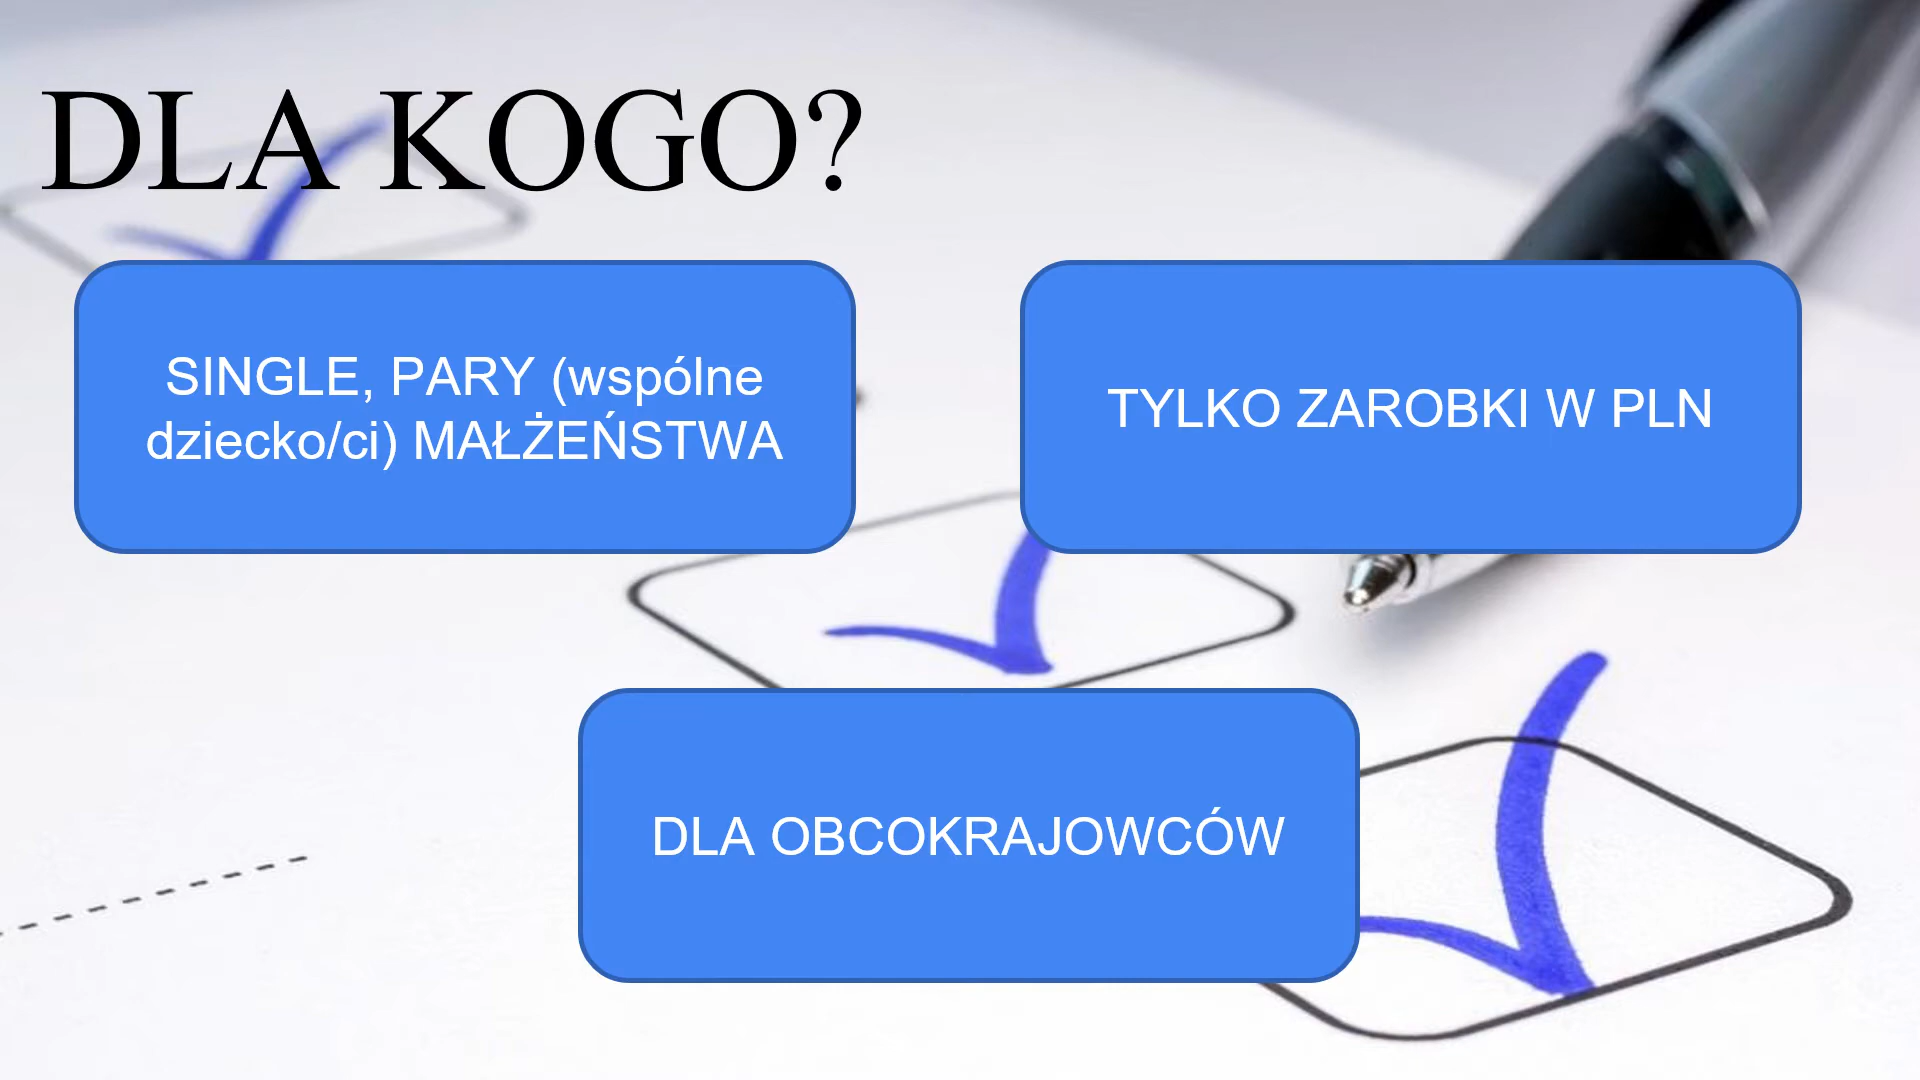 DLA KOGO?
SINGLE, PARY (wspólne
dziecko/ci) MAŁŻEŃSTWA
TYLKO ZAROBKI W PLN
DLA OBCOKRAJOWCÓW